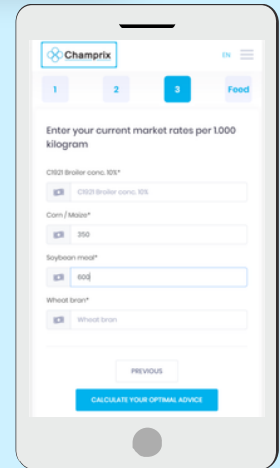 Champrix
EN
1 2 3 Feed
Enter your current market rates per 1.000
kilogram
C1921 Broiler conc. 10%*
C1921 Broiler conc. 10%
Corn / Maize*
350
Soybean meal*
600
Wheat bran*
Wheat bran
PREVIOUS
CALCULATE YOUR OPTIMAL ADVICE